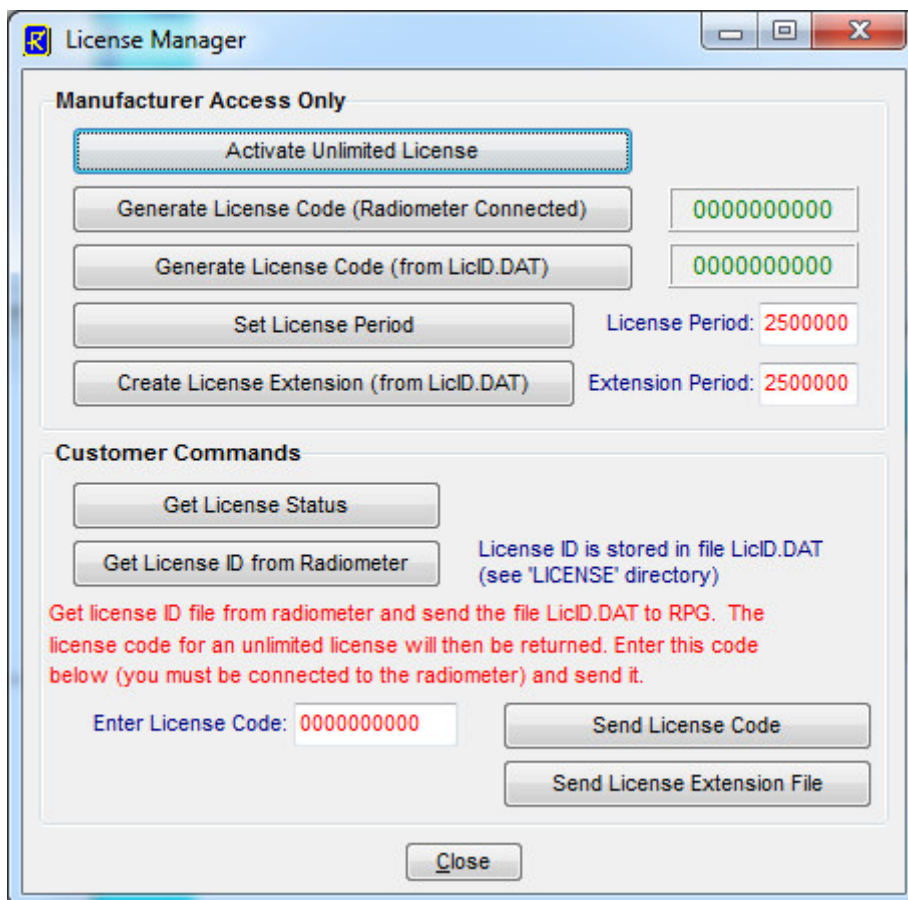 License Manager
Manufacturer Access Only
Activate Unlimited License
Generate License Code (Radiometer Connected) 0000000000
Generate License Code (from LicID.DAT) 0000000000
Set License Period License Period: 2500000
Create License Extension (from LicID.DAT) Extension Period: 2500000
Customer Commands
Get License Status
Get License ID from Radiometer
License ID is stored in file LicID.DAT
(see 'LICENSE' directory)
Get license ID file from radiometer and send the file LicID.DAT to RPG. The
license code for an unlimited license will then be returned. Enter this code
below (you must be connected to the radiometer) and send it.
Enter License Code: 0000000000 Send License Code
Send License Extension File
Close